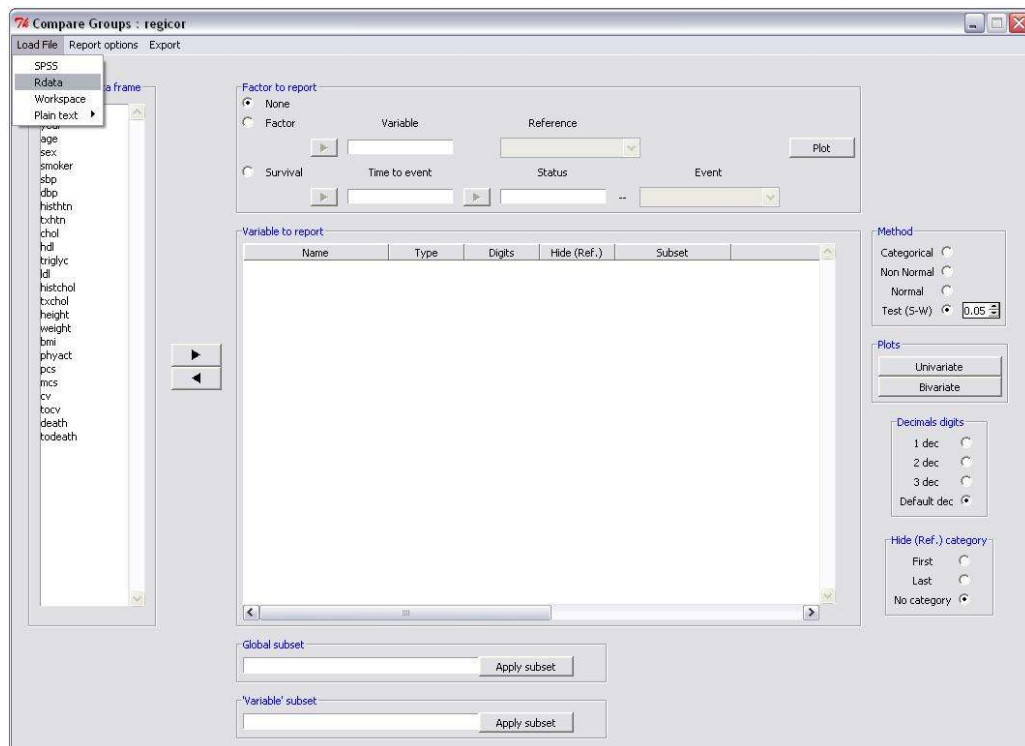 Compare Groups : regicor
Load File Report options Export
SPSS
Rdata
Workspace
Plain text
a frame
year
age
sex
smoker
sbp
dbp
histhtn
txhtn
chol
hdl
triglyc
ldl
histchol
txchol
height
weight
bmi
phyact
pcs
mcs
cv
tocv
death
todeath
Factor to report
None
Factor Variable Reference
Plot
Survival Time to event Status Event
--
Variable to report
Name Type Digits Hide (Ref.) Subset
Method
Categorical
Non Normal
Normal
Test (S-W) 0.05
Plots
Univariate
Bivariate
Decimals digits
1 dec
2 dec
3 dec
Default dec
Hide (Ref.) category
First
Last
No category
Global subset
Apply subset
'Variable' subset
Apply subset